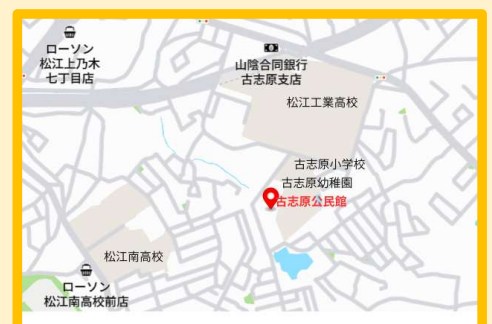 ローソン
松江上乃木
七丁目店
山陰合同銀行
古志原支店
松江工業高校
古志原小学校
古志原幼稚園
古志原公民館
松江南高校
ローソン
松江南高校前店